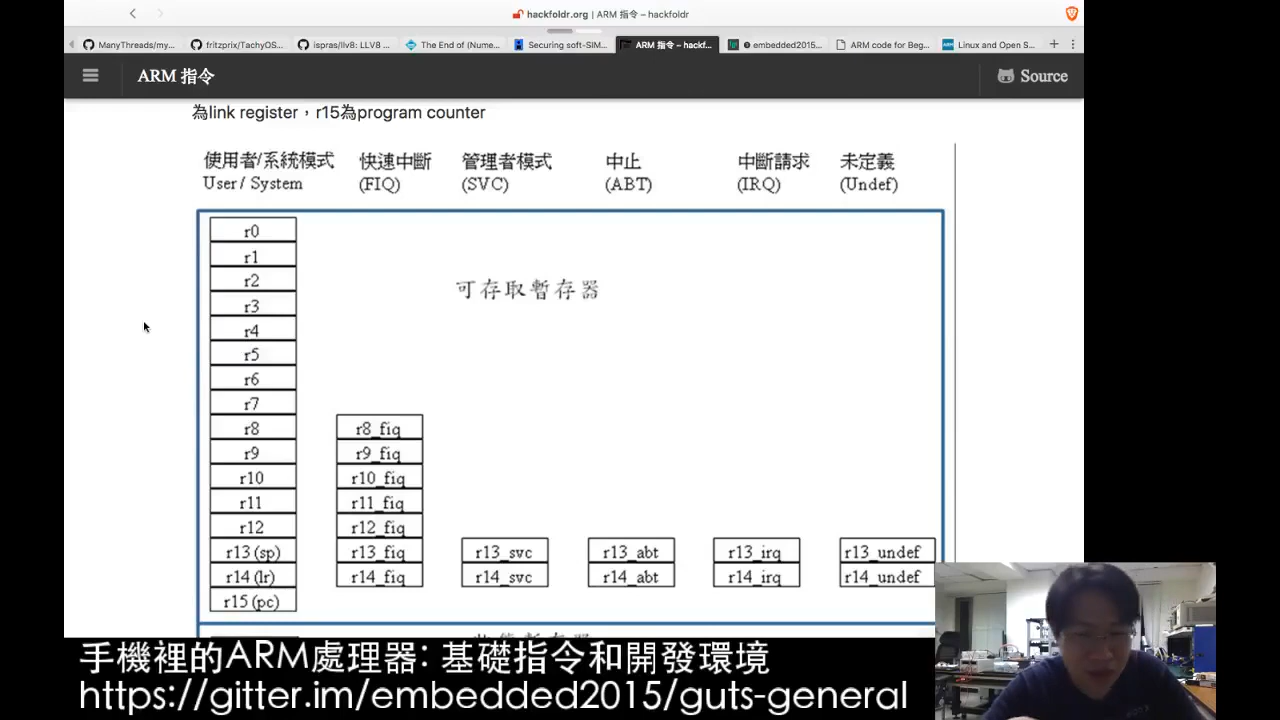 hackfoldr.org | ARM 指令 – hackfoldr
ManyThreads/my... fritzprix/TachyOS... ispras/llv8: LLV8 ... The End of (Nume... Securing soft-SIM... ARM 指令 – hackf... embedded2015... ARM code for Beg... Linux and Open S...
ARM 指令 Source
為link register，r15為program counter
使用者/系統模式 快速中斷 管理者模式 中止 中斷請求 未定義
User / System (FIQ) (SVC) (ABT) (IRQ) (Undef)
r0
r1
可存取暫存器
r2
r3
r4
r5
r6
r7
r8 r8_fiq
r9 r9_fiq
r10 r10_fiq
r11 r11_fiq
r12 r12_fiq
r13 (sp) r13_fiq r13_svc r13_abt r13_irq r13_undef
r14 (lr) r14_fiq r14_svc r14_abt r14_irq r14_undef
r15 (pc)
手機裡的ARM處理器: 基礎指令和開發環境
https://gitter.im/embedded2015/guts-general